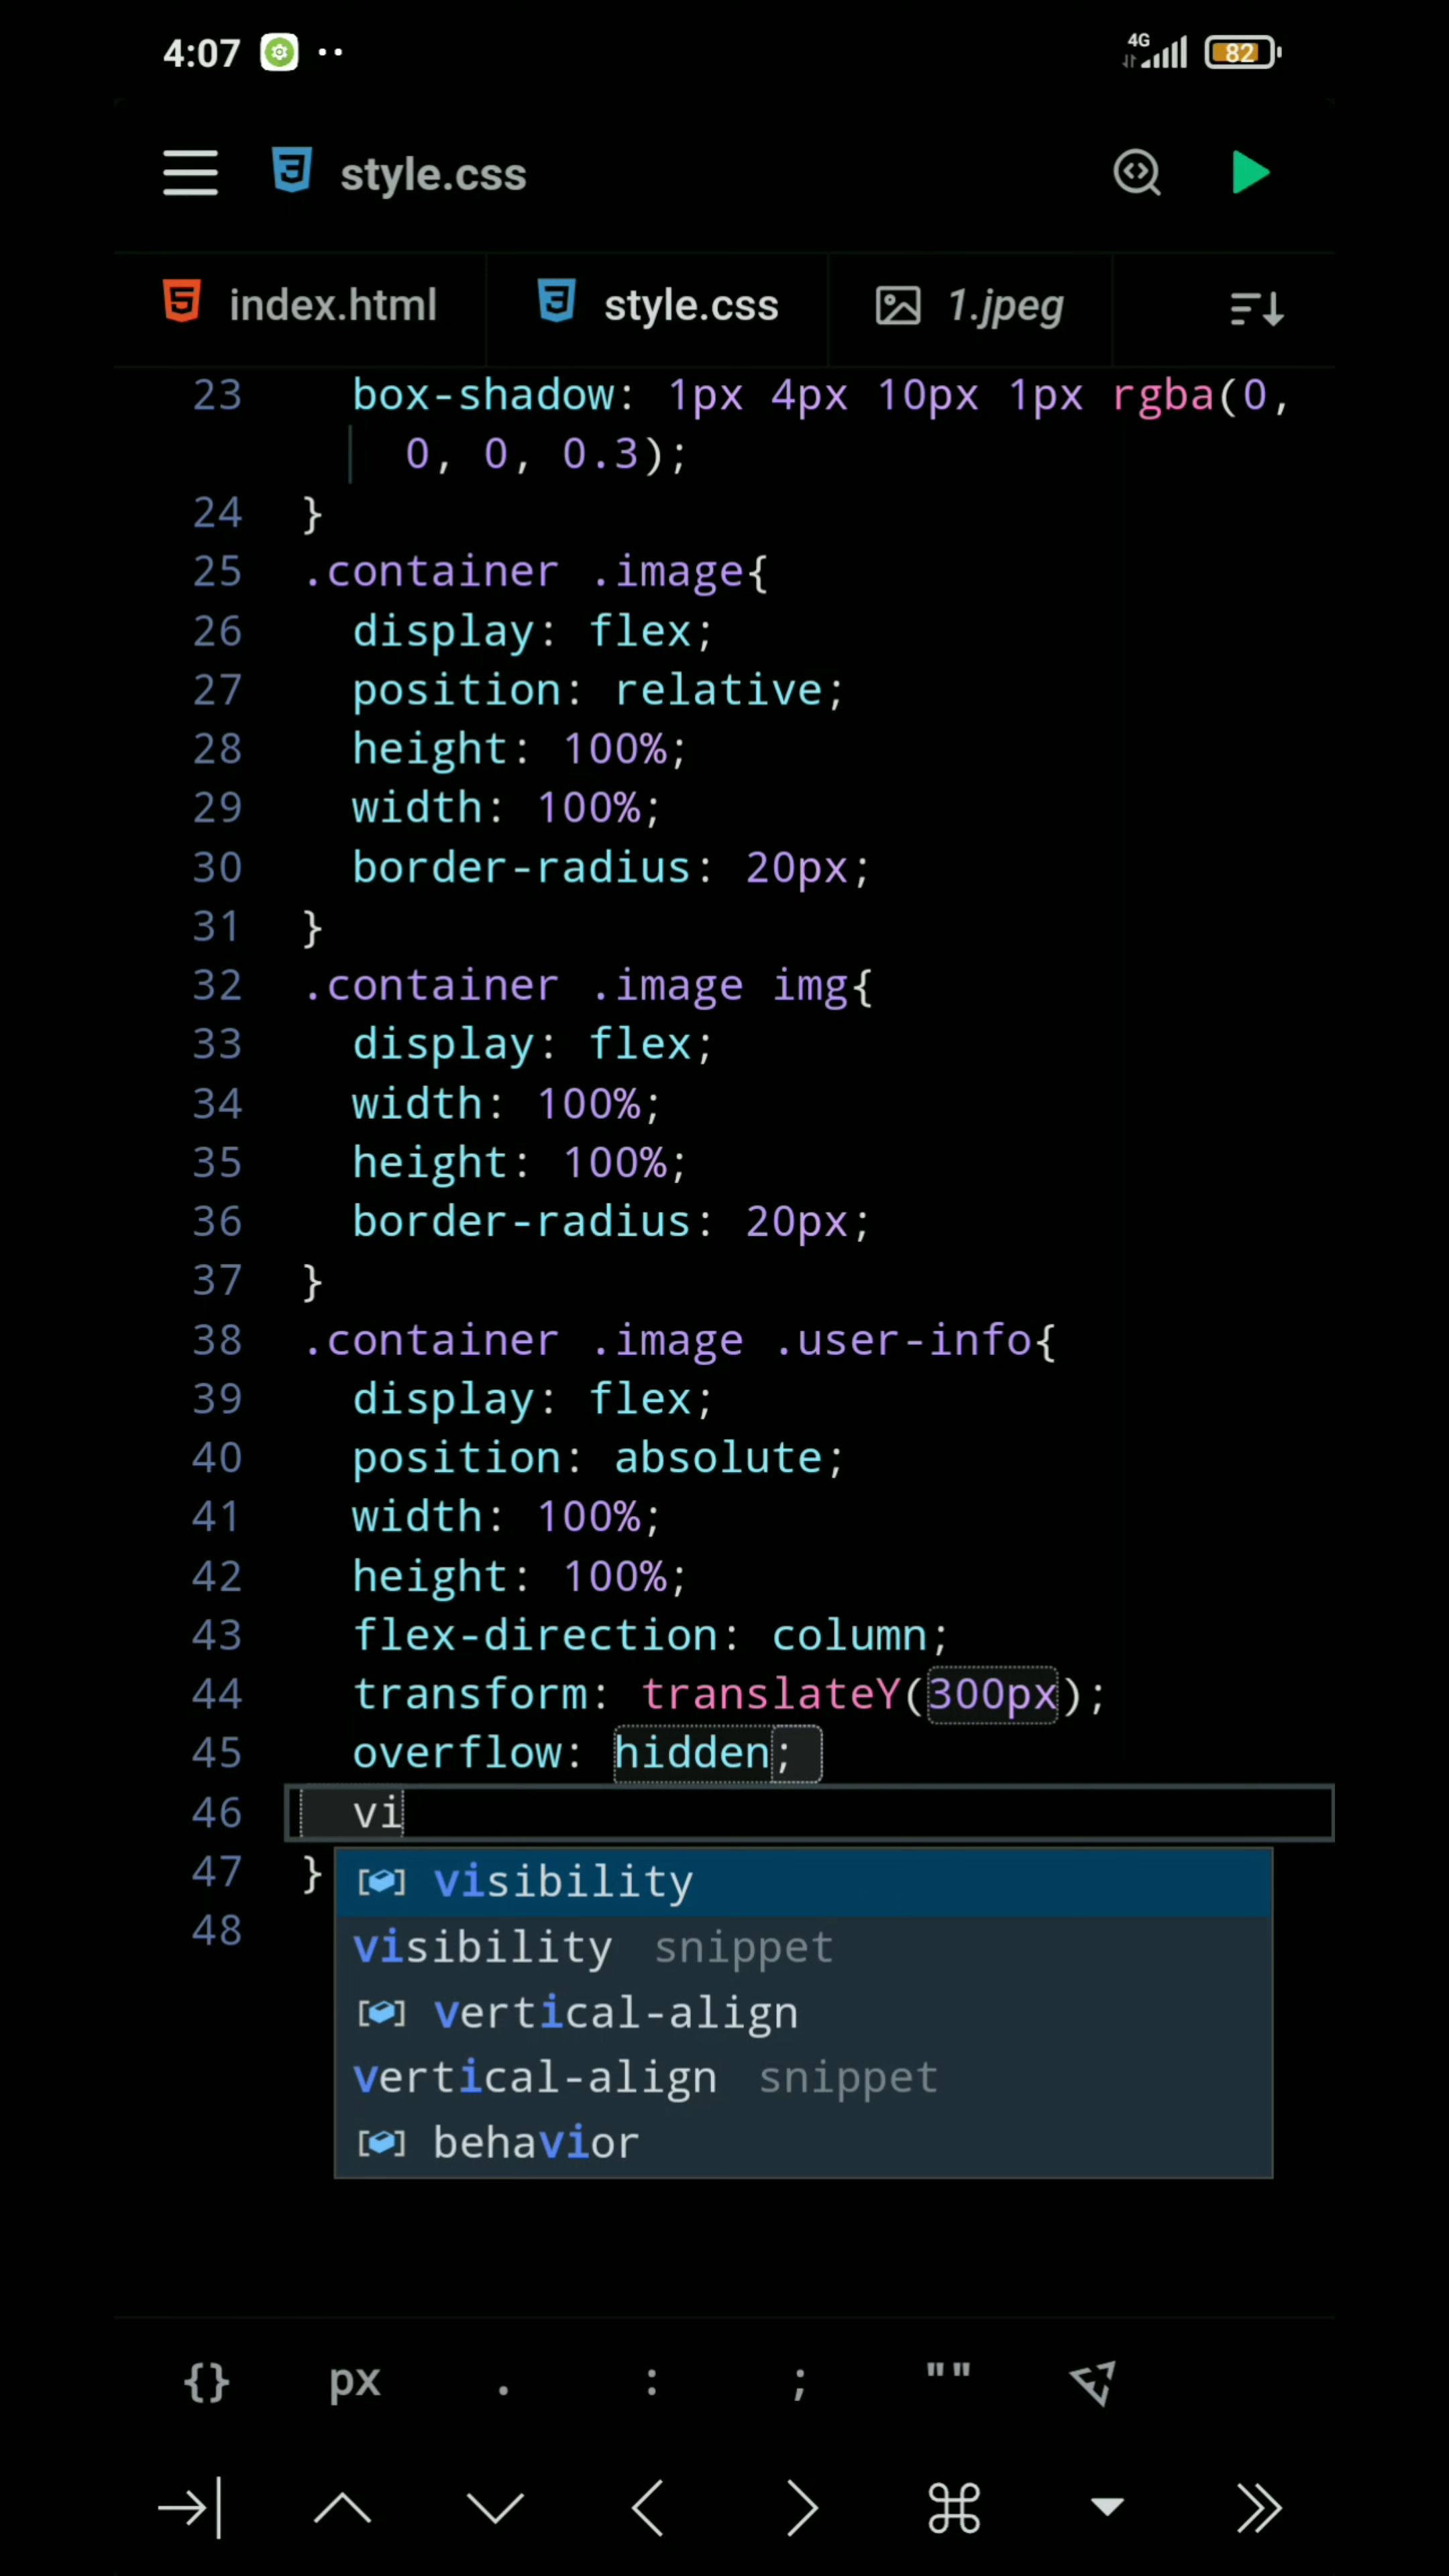 4:07
4G
82
style.css
index.html
style.css
1.jpeg
23 box-shadow: 1px 4px 10px 1px rgba(0,
0, 0, 0.3);
24 }
25 .container .image{
26 display: flex;
27 position: relative;
28 height: 100%;
29 width: 100%;
30 border-radius: 20px;
31 }
32 .container .image img{
33 display: flex;
34 width: 100%;
35 height: 100%;
36 border-radius: 20px;
37 }
38 .container .image .user-info{
39 display: flex;
40 position: absolute;
41 width: 100%;
42 height: 100%;
43 flex-direction: column;
44 transform: translateY(300px);
45 overflow: hidden;
46 vi
47 }
visibility
48
visibility snippet
vertical-align
vertical-align snippet
behavior
{} px . : ; ""